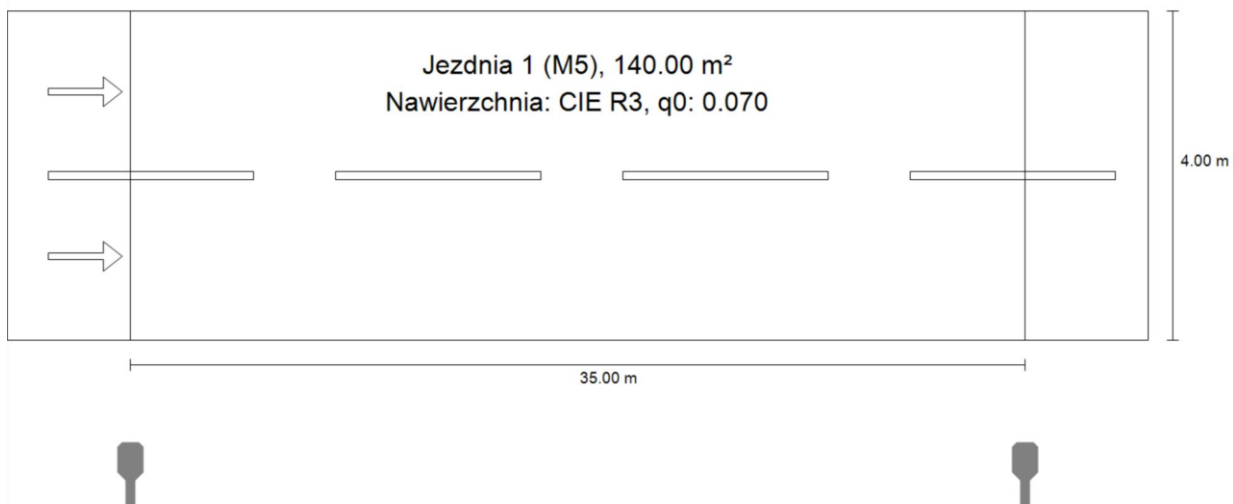 Jezdnia 1 (M5), 140.00 m²
Nawierzchnia: CIE R3, q0: 0.070
4.00 m
35.00 m